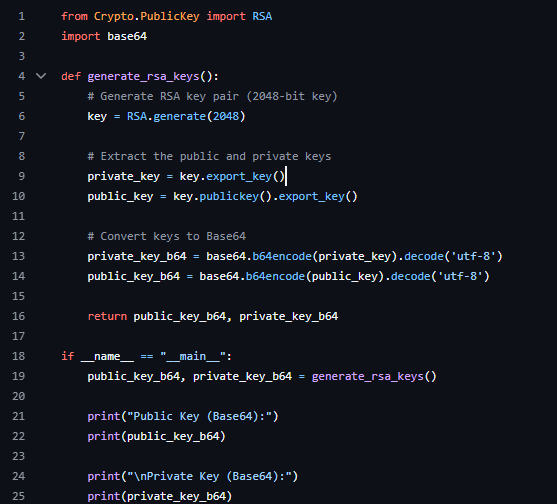 1 from Crypto.PublicKey import RSA
2 import base64
3
4 def generate_rsa_keys():
5     # Generate RSA key pair (2048-bit key)
6     key = RSA.generate(2048)
7
8     # Extract the public and private keys
9     private_key = key.export_key()
10     public_key = key.publickey().export_key()
11
12     # Convert keys to Base64
13     private_key_b64 = base64.b64encode(private_key).decode('utf-8')
14     public_key_b64 = base64.b64encode(public_key).decode('utf-8')
15
16     return public_key_b64, private_key_b64
17
18 if __name__ == "__main__":
19     public_key_b64, private_key_b64 = generate_rsa_keys()
20
21     print("Public Key (Base64):")
22     print(public_key_b64)
23
24     print("\nPrivate Key (Base64):")
25     print(private_key_b64)